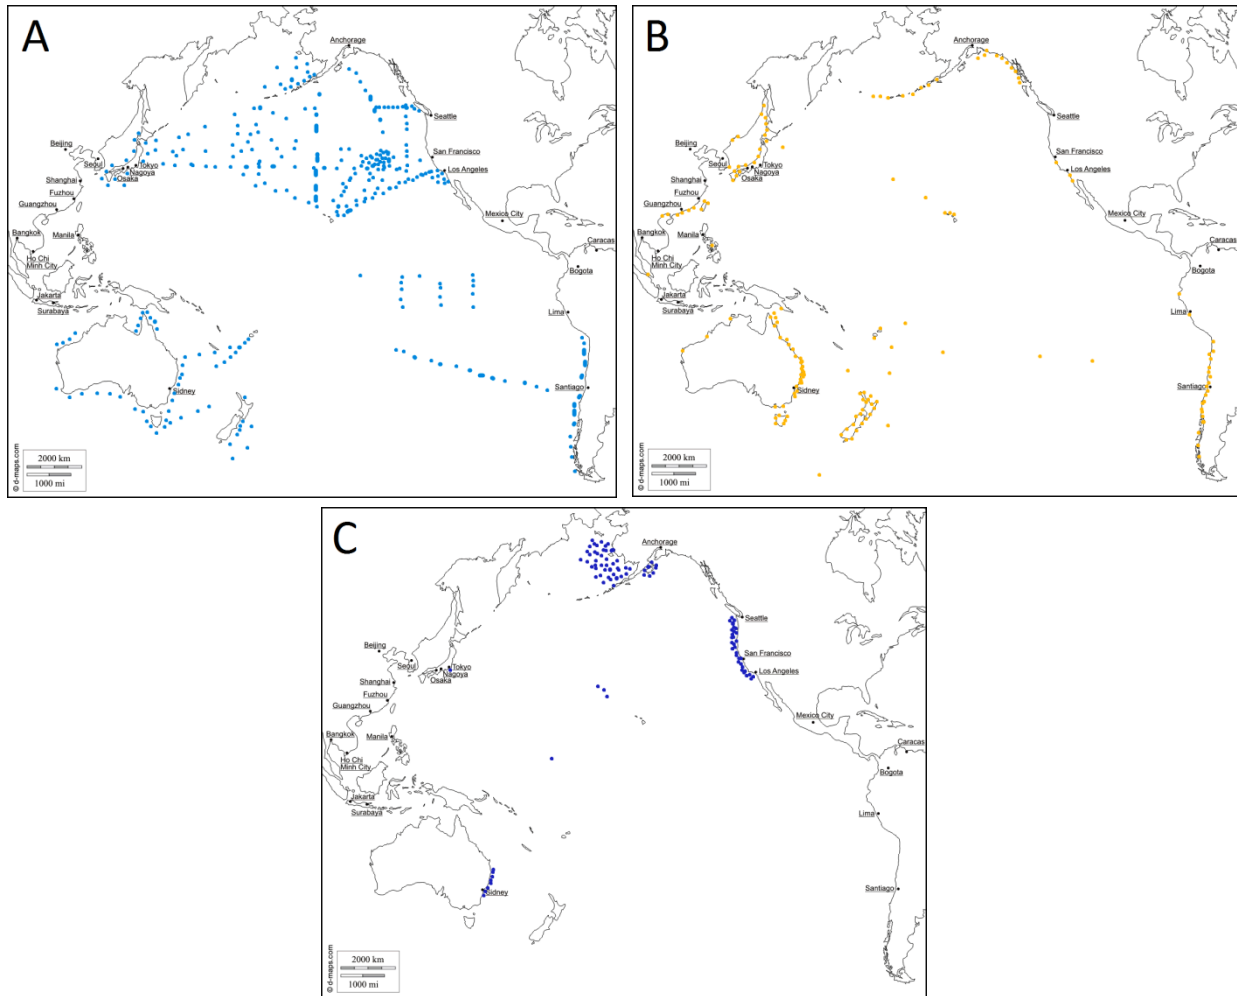 A
Anchorage
Seattle
Beijing
San Francisco
Seoul
Tokyo
Nagoya
Los Angeles
Osaka
Shanghai
Fuzhou
Guangzhou
Mexico City
Manila
Bangkok
Caracas
Ho Chi
Minh City
Bogota
Jakarta
Surabaya
Lima
Santiago
Sidney
2000 km
1000 mi
© d-maps.com
B
Anchorage
Seattle
Beijing
San Francisco
Seoul
Tokyo
Nagoya
Los Angeles
Osaka
Shanghai
Fuzhou
Guangzhou
Mexico City
Manila
Bangkok
Caracas
Ho Chi
Minh City
Bogota
Jakarta
Surabaya
Lima
Santiago
Sidney
2000 km
1000 mi
© d-maps.com
C
Anchorage
Seattle
Beijing
San Francisco
Seoul
Tokyo
Nagoya
Los Angeles
Osaka
Shanghai
Fuzhou
Guangzhou
Mexico City
Manila
Bangkok
Caracas
Ho Chi
Minh City
Bogota
Jakarta
Surabaya
Lima
Santiago
Sidney
2000 km
1000 mi
© d-maps.com